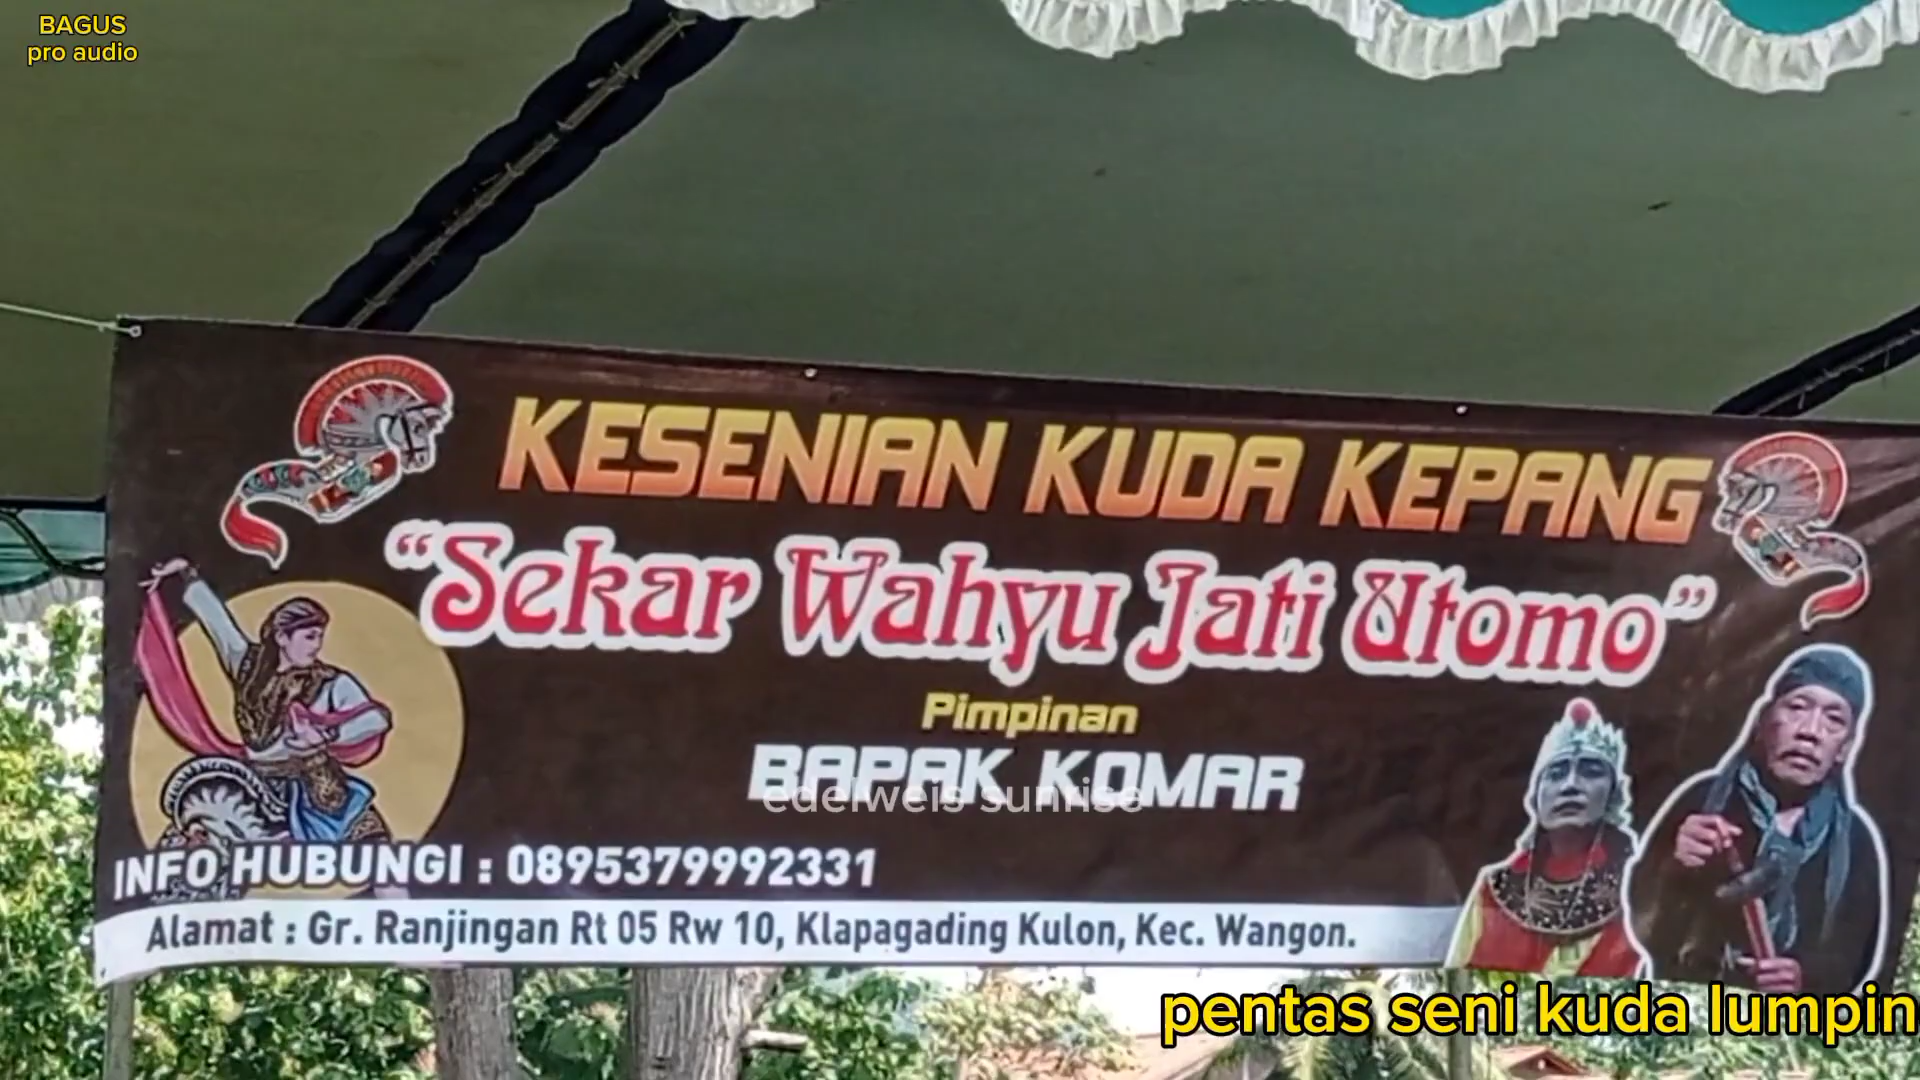 BAGUS
pro audio
KESENIAN KUDA KEPANG
"Sekar Wahyu Jati Utomo"
Pimpinan
BAPAK KOMAR
edelweis sunrise
INFO HUBUNGI : 0895379992331
Alamat : Gr. Ranjingan Rt 05 Rw 10, Klapagading Kulon, Kec. Wangon.
pentas seni kuda lumpin